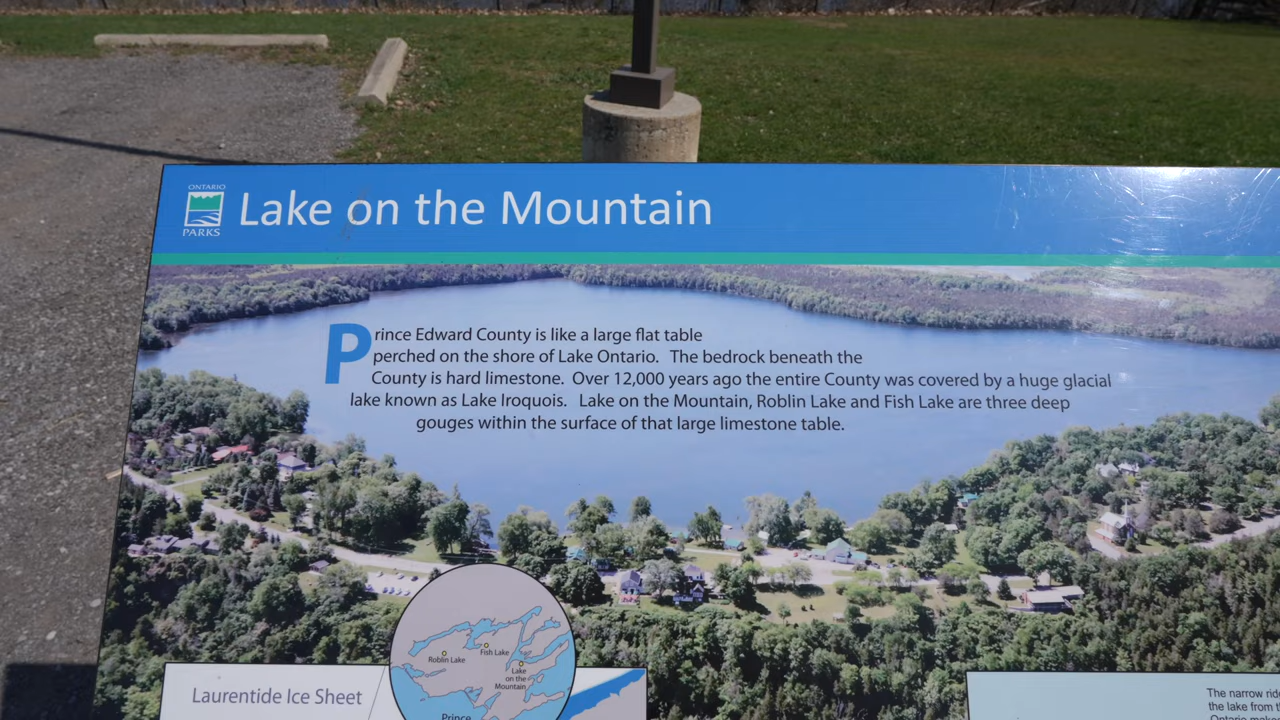 ONTARIO
PARKS
Lake on the Mountain
Prince Edward County is like a large flat table
perched on the shore of Lake Ontario. The bedrock beneath the
County is hard limestone. Over 12,000 years ago the entire County was covered by a huge glacial
lake known as Lake Iroquois. Lake on the Mountain, Roblin Lake and Fish Lake are three deep
gouges within the surface of that large limestone table.
Roblin Lake
Fish Lake
Lake
on the
Mountain
Prince
Laurentide Ice Sheet
The narrow
the lake from
Ontario